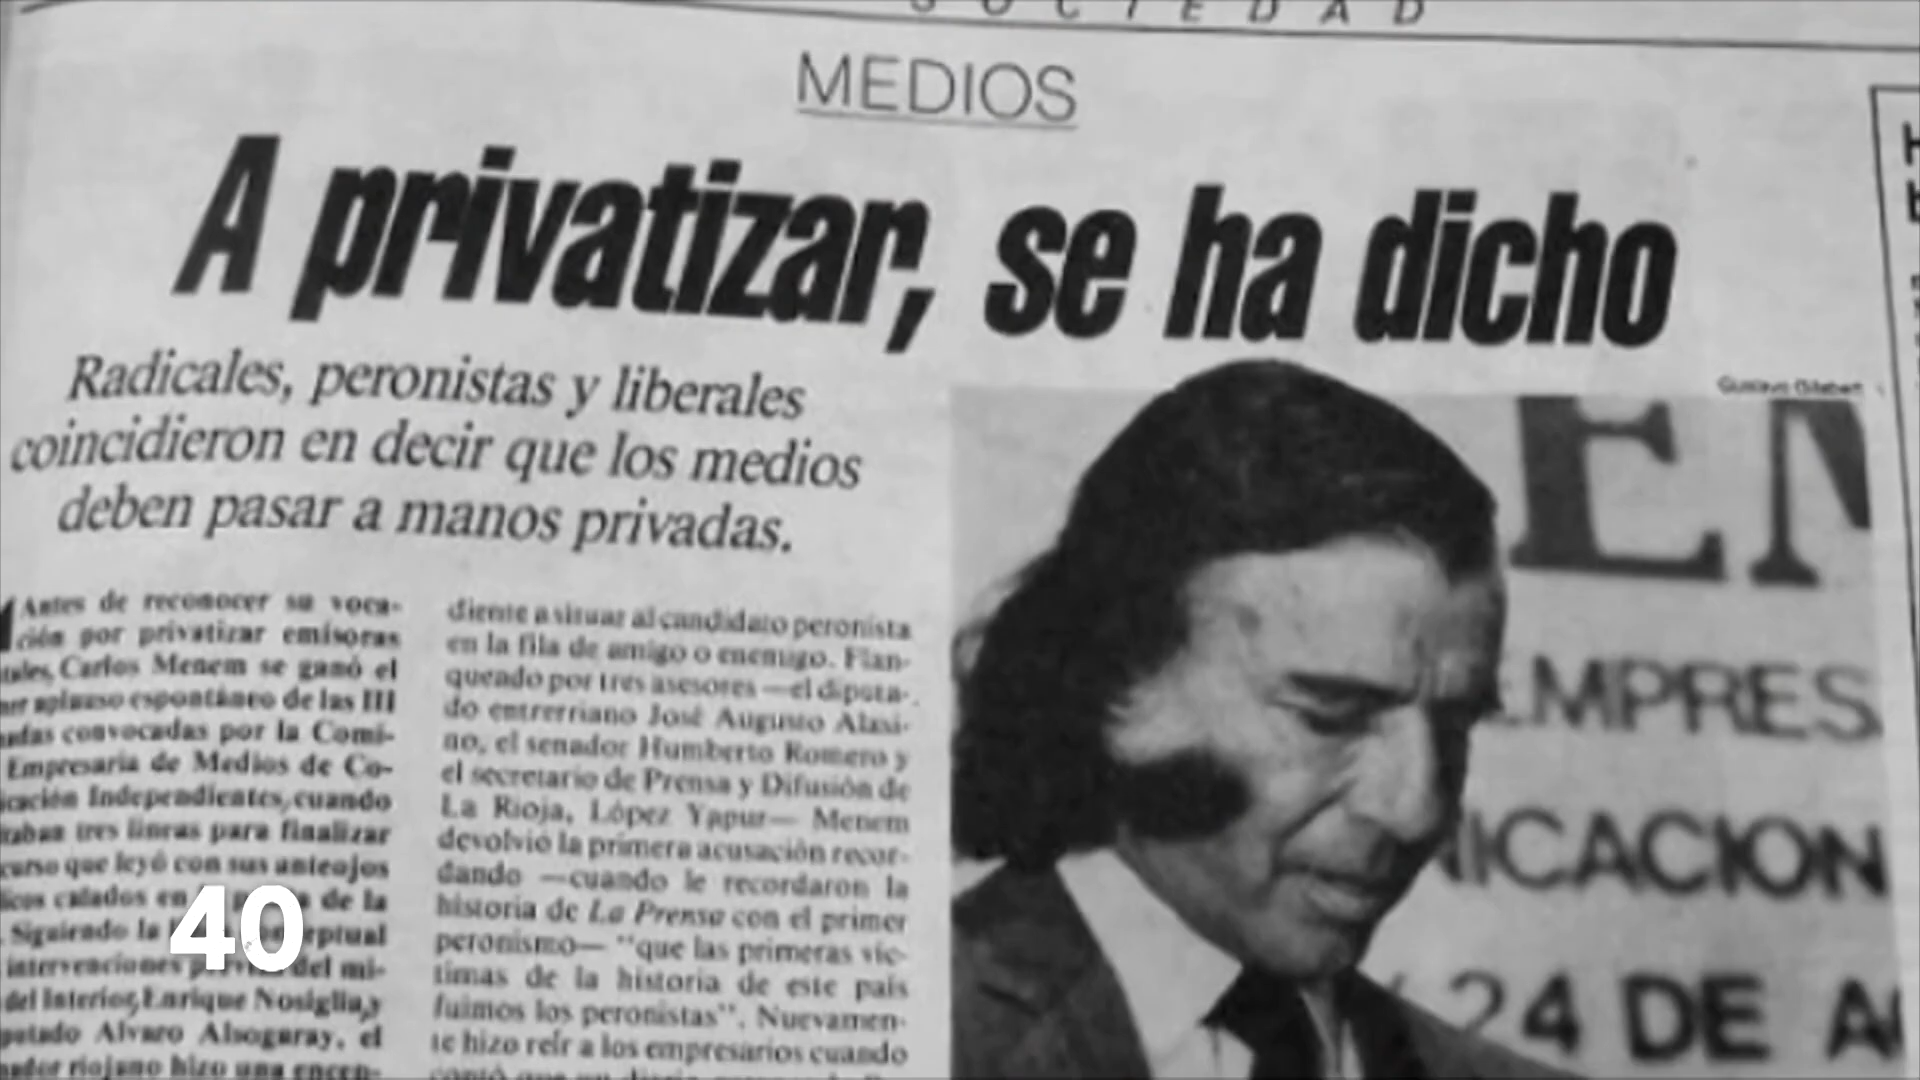 SOCIEDAD
MEDIOS
A privatizar, se ha dicho
Radicales, peronistas y liberales
coincidieron en decir que los medios
deben pasar a manos privadas.
Antes de reconocer su voca-
ción por privatizar emisoras
Carlos Menem se ganó el
aplauso espontáneo de las III
convocadas por la Comi-
Empresaria de Medios de Co-
Independientes, cuando
tres líneas para finalizar
que leyó con sus anteojos
calados en de la
Siguiendo la
intervenciones del mi-
del Interior, Enrique Nosiglia, y
Alvaro Alsogaray, el
riojano hizo una encen-
diente a situar al candidato peronista
en la fila de amigo o enemigo. Flan-
queado por tres asesores —el diputa-
do entrerriano José Augusto Alasi-
no, el senador Humberto Romero y
el secretario de Prensa y Difusión de
La Rioja, López Yapur— Menem
devolvió la primera acusación recor-
dando —cuando le recordaron la
historia de La Prensa con el primer
peronismo— "que las primeras víc-
timas de la historia de este país
fuimos los peronistas". Nuevamen-
te hizo reír a los empresarios cuando
EN
EMPRES
NICACION
24 DE A
40